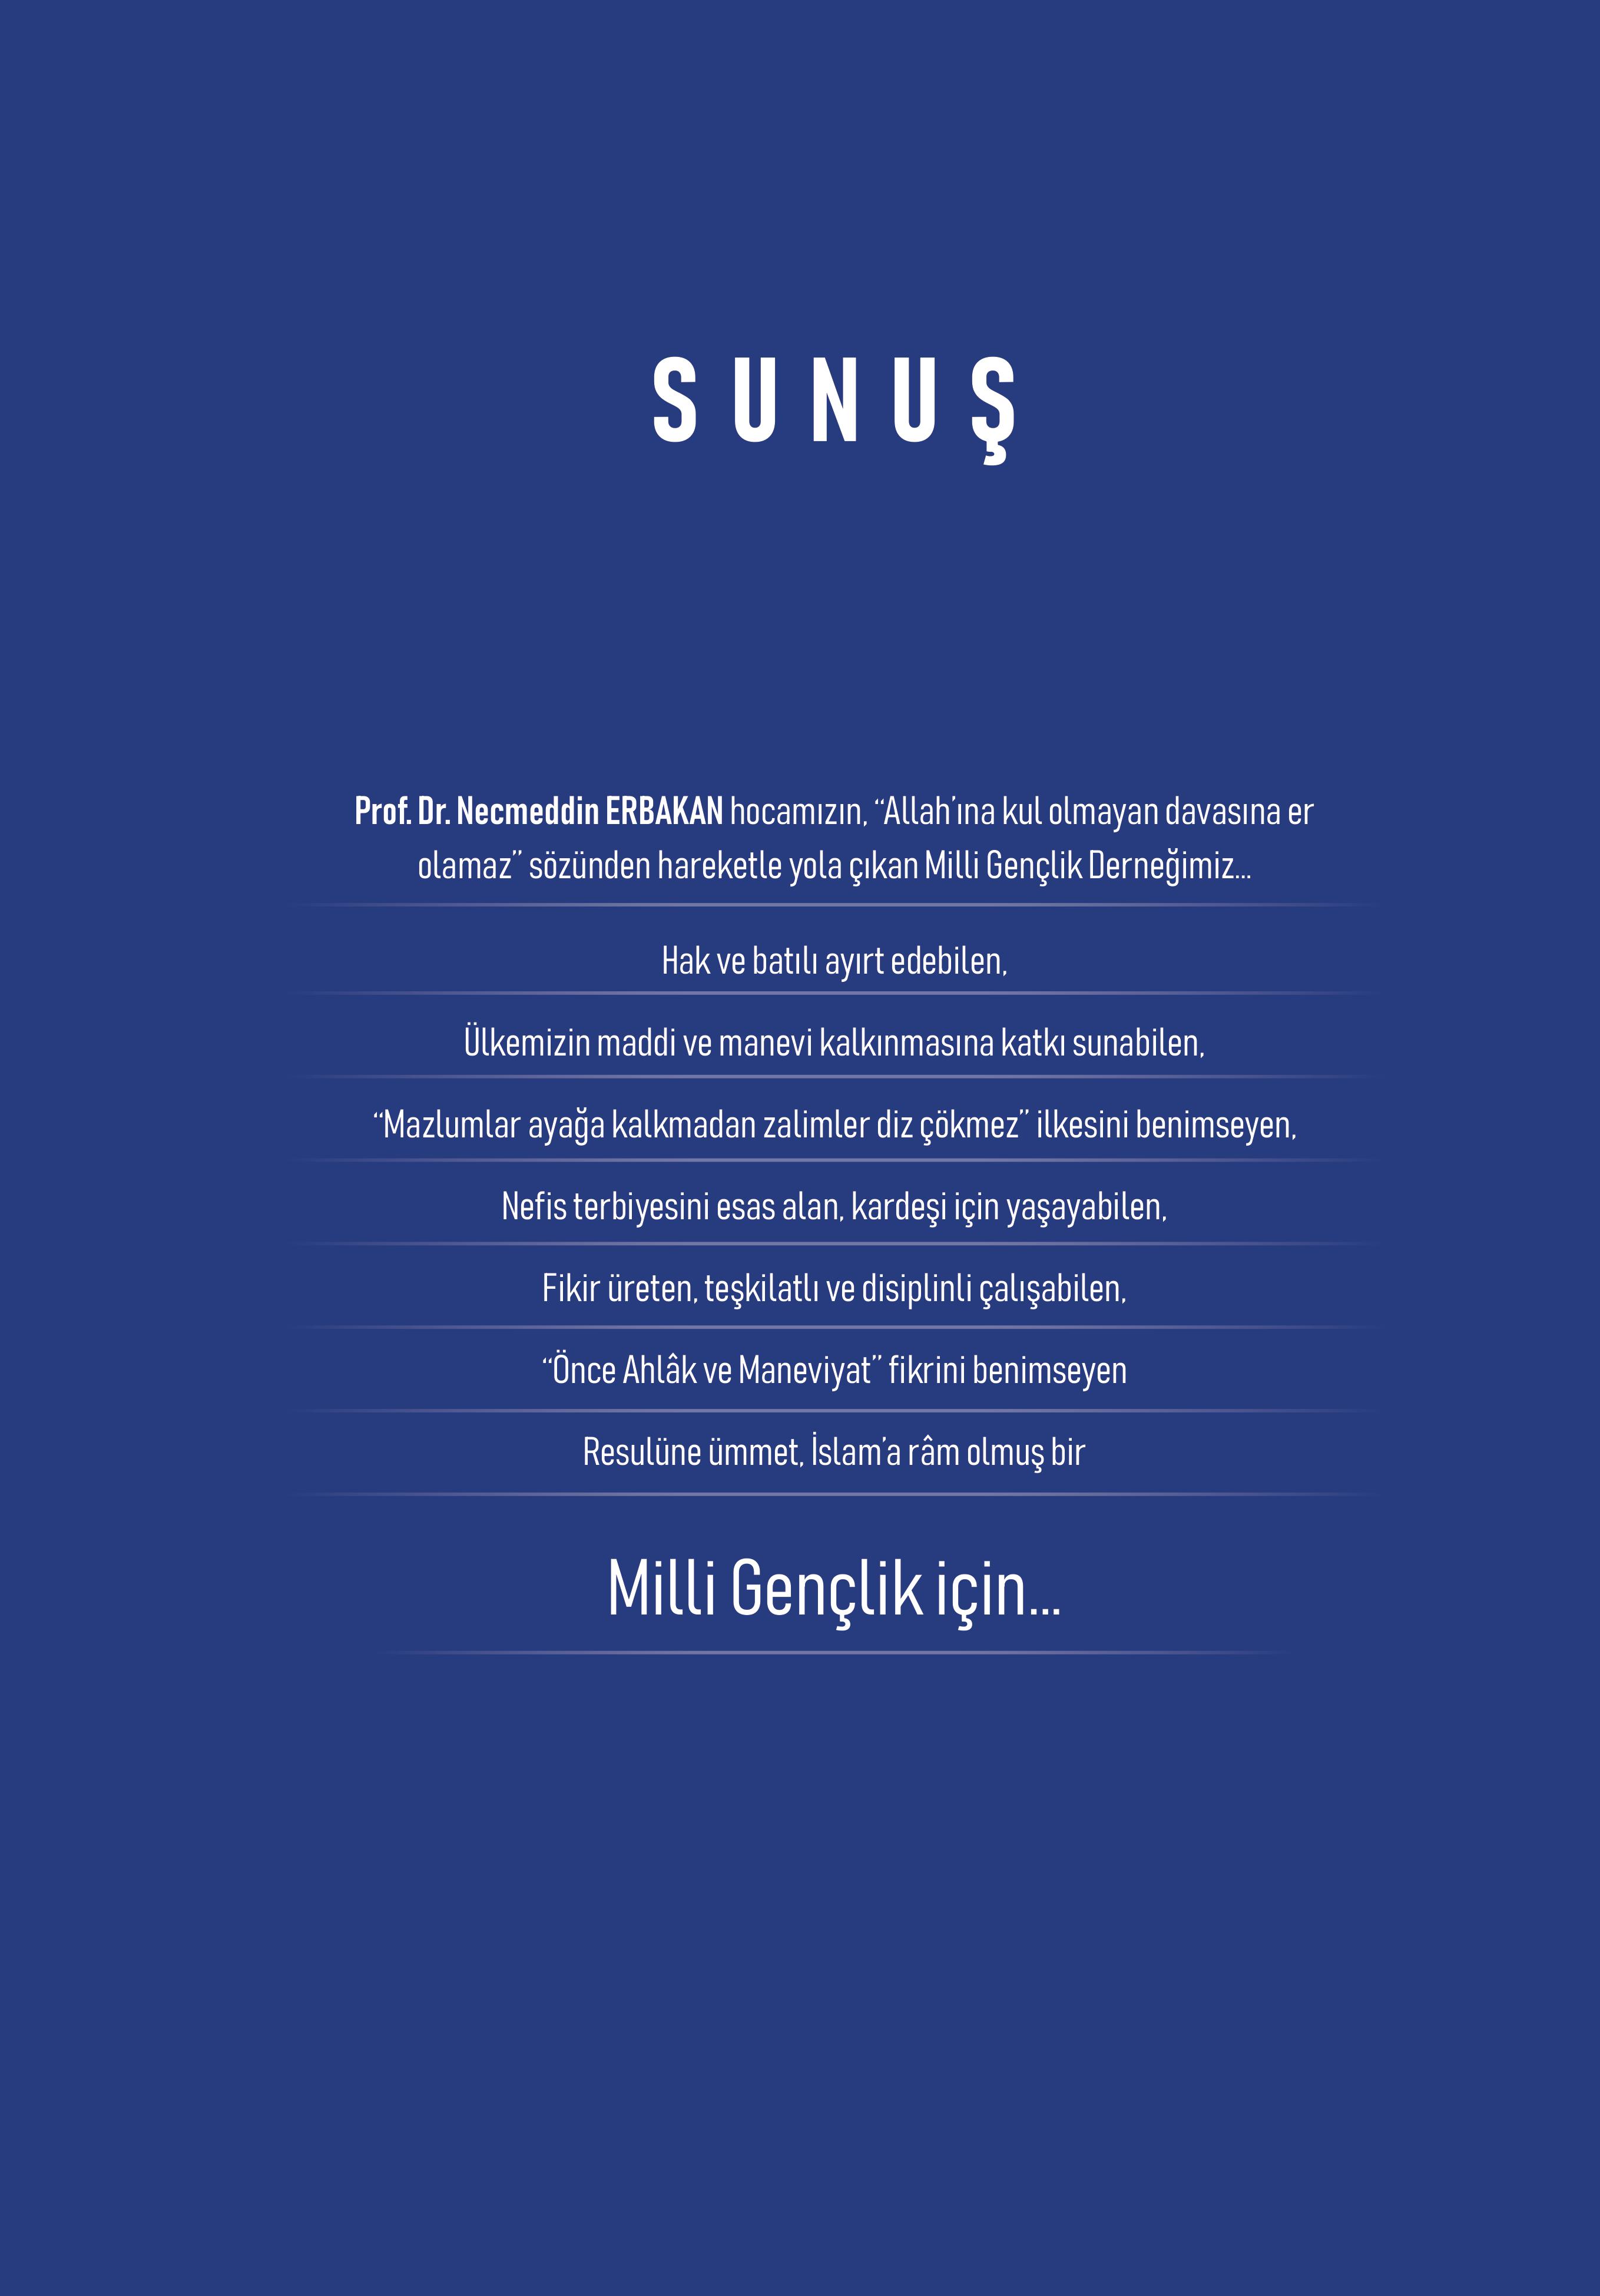 SUNUŞ
Prof. Dr. Necmeddin ERBAKAN hocamızın, “Allah’ına kul olmayan davasına er
olamaz” sözünden hareketle yola çıkan Milli Gençlik Derneğimiz...
Hak ve batılı ayırt edebilen,
Ülkemizin maddi ve manevi kalkınmasına katkı sunabilen,
“Mazlumlar ayağa kalkmadan zalimler diz çökmez” ilkesini benimseyen,
Nefis terbiyesini esas alan, kardeşi için yaşayabilen,
Fikir üreten, teşkilatlı ve disiplinli çalışabilen,
“Önce Ahlâk ve Maneviyat” fikrini benimseyen
Resulüne ümmet, İslam’a râm olmuş bir
Milli Gençlik için...